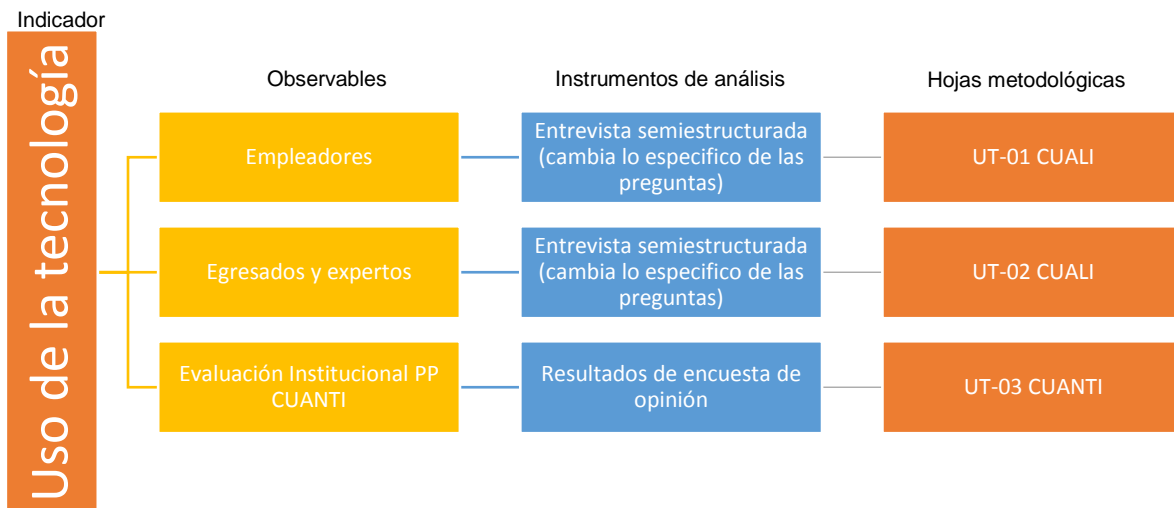 Indicador
Uso de la tecnología
Observables
Instrumentos de análisis
Hojas metodológicas
Empleadores
Entrevista semiestructurada
(cambia lo especifico de las
preguntas)
UT-01 CUALI
Egresados y expertos
Entrevista semiestructurada
(cambia lo especifico de las
preguntas)
UT-02 CUALI
Evaluación Institucional PP
CUANTI
Resultados de encuesta de
opinión
UT-03 CUANTI